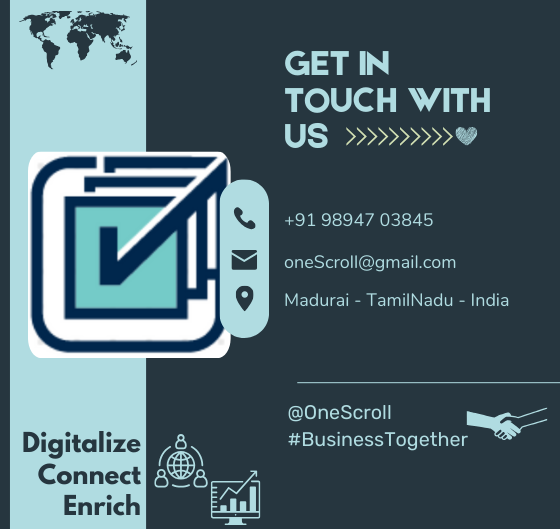 GET IN
TOUCH WITH
US
+91 98947 03845
oneScroll@gmail.com
Madurai - TamilNadu - India
@OneScroll
#BusinessTogether
Digitalize
Connect
Enrich